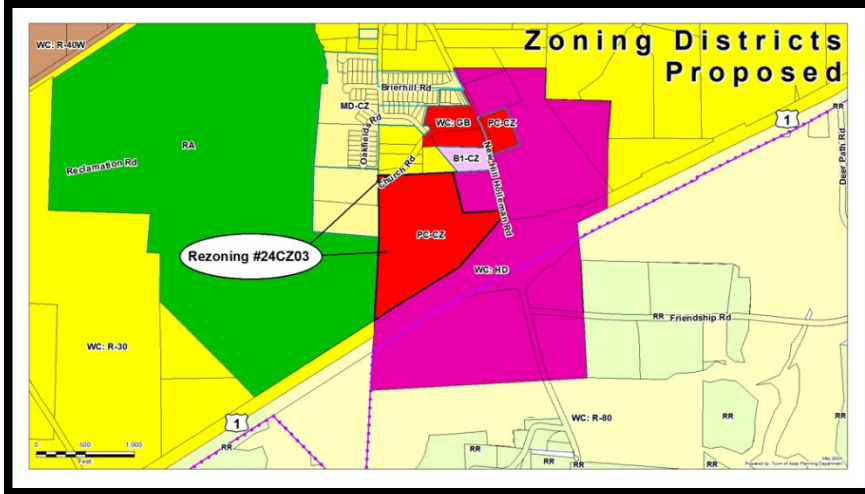 Zoning Districts
Proposed
WC: R-40W
Brierhill Rd
MD-CZ
WC: GB
PC-CZ
1
Oakfields Rd
Deer Path Rd
RA
Reclamation Rd
Church Rd
B1-CZ
New Hill Holleman Rd
PC-CZ
Rezoning #24CZ03
WC: HD
RR
Friendship Rd
WC: R-30
1
WC: R-80
RR
RR
RR
RR
RR
RR
RR
0 500 1,000
Feet
May 2024
Prepared by: Town of Apex Planning Department